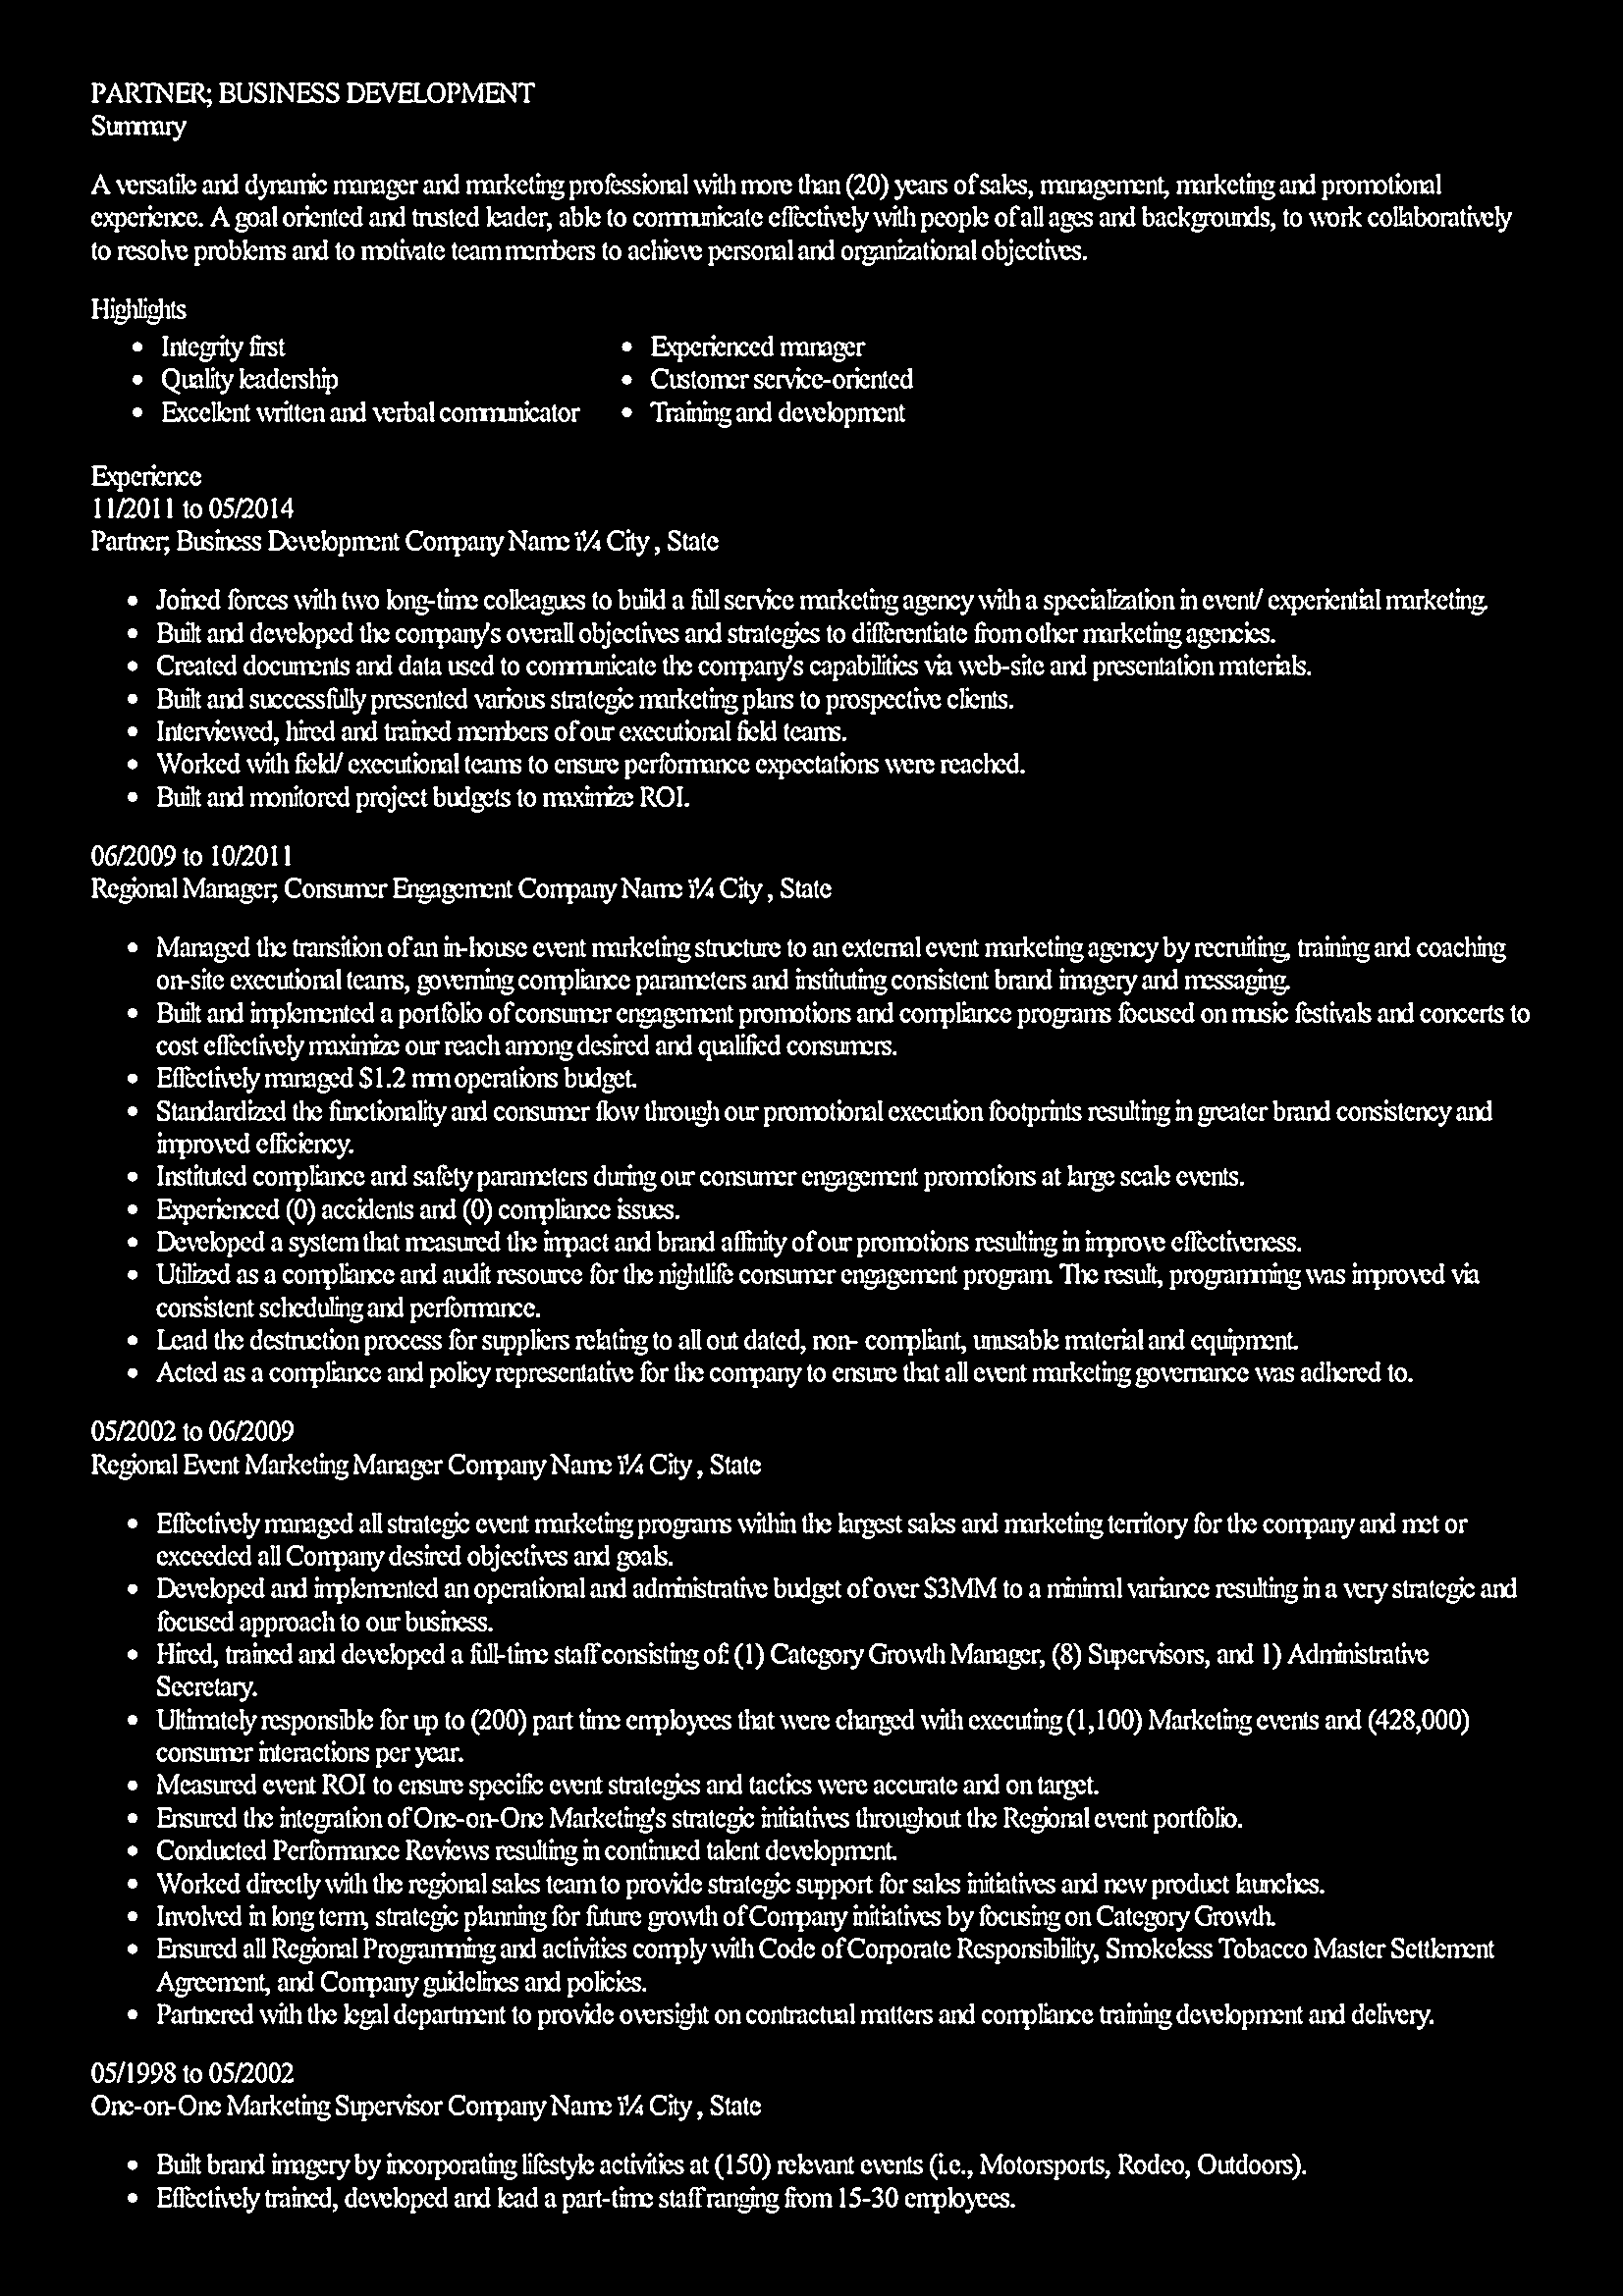 PARTNER; BUSINESS DEVELOPMENT
Summary
A versatile and dynamic manager and marketing professional with more than (20) years of sales, management, marketing and promotional
experience. A goal oriented and trusted leader, able to communicate effectively with people of all ages and backgrounds, to work collaboratively
to resolve problems and to motivate team members to achieve personal and organizational objectives.
Highlights
• Integrity first
• Quality leadership
• Excellent written and verbal communicator
• Experienced manager
• Customer service-oriented
• Training and development
Experience
11/2011 to 05/2014
Partner; Business Development Company Name ï¼ City , State
• Joined forces with two long-time colleagues to build a full service marketing agency with a specialization in event/ experiential marketing.
• Built and developed the company's overall objectives and strategies to differentiate from other marketing agencies.
• Created documents and data used to communicate the company's capabilities via web-site and presentation materials.
• Built and successfully presented various strategic marketing plans to prospective clients.
• Interviewed, hired and trained members of our executional field teams.
• Worked with field/ executional teams to ensure performance expectations were reached.
• Built and monitored project budgets to maximize ROI.
06/2009 to 10/2011
Regional Manager; Consumer Engagement Company Name ï¼ City , State
• Managed the transition of an in-house event marketing structure to an external event marketing agency by recruiting, training and coaching
on-site executional teams, governing compliance parameters and instituting consistent brand imagery and messaging.
• Built and implemented a portfolio of consumer engagement promotions and compliance programs focused on music festivals and concerts to
cost effectively maximize our reach among desired and qualified consumers.
• Effectively managed $1.2 mm operations budget.
• Standardized the functionality and consumer flow through our promotional execution footprints resulting in greater brand consistency and
improved efficiency.
• Instituted compliance and safety parameters during our consumer engagement promotions at large scale events.
• Experienced (0) accidents and (0) compliance issues.
• Developed a system that measured the impact and brand affinity of our promotions resulting in improve effectiveness.
• Utilized as a compliance and audit resource for the nightlife consumer engagement program. The result, programming was improved via
consistent scheduling and performance.
• Lead the destruction process for suppliers relating to all out dated, non- compliant, unusable material and equipment.
• Acted as a compliance and policy representative for the company to ensure that all event marketing governance was adhered to.
05/2002 to 06/2009
Regional Event Marketing Manager Company Name ï¼ City , State
• Effectively managed all strategic event marketing programs within the largest sales and marketing territory for the company and met or
exceeded all Company desired objectives and goals.
• Developed and implemented an operational and administrative budget of over $3MM to a minimal variance resulting in a very strategic and
focused approach to our business.
• Hired, trained and developed a full-time staff consisting of: (1) Category Growth Manager, (8) Supervisors, and 1) Administrative
Secretary.
• Ultimately responsible for up to (200) part time employees that were charged with executing (1,100) Marketing events and (428,000)
consumer interactions per year.
• Measured event ROI to ensure specific event strategies and tactics were accurate and on target.
• Ensured the integration of One-on-One Marketing's strategic initiatives throughout the Regional event portfolio.
• Conducted Performance Reviews resulting in continued talent development.
• Worked directly with the regional sales team to provide strategic support for sales initiatives and new product launches.
• Involved in long term, strategic planning for future growth of Company initiatives by focusing on Category Growth.
• Ensured all Regional Programming and activities comply with Code of Corporate Responsibility, Smokeless Tobacco Master Settlement
Agreement, and Company guidelines and policies.
• Partnered with the legal department to provide oversight on contractual matters and compliance training development and delivery.
05/1998 to 05/2002
One-on-One Marketing Supervisor Company Name ï¼ City , State
• Built brand imagery by incorporating lifestyle activities at (150) relevant events (i.e., Motorsports, Rodeo, Outdoors).
• Effectively trained, developed and lead a part-time staff ranging from 15-30 employees.